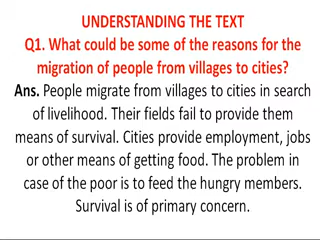 UNDERSTANDING THE TEXT
Q1. What could be some of the reasons for the
migration of people from villages to cities?
Ans. People migrate from villages to cities in search
of livelihood. Their fields fail to provide them
means of survival. Cities provide employment, jobs
or other means of getting food. The problem in
case of the poor is to feed the hungry members.
Survival is of primary concern.